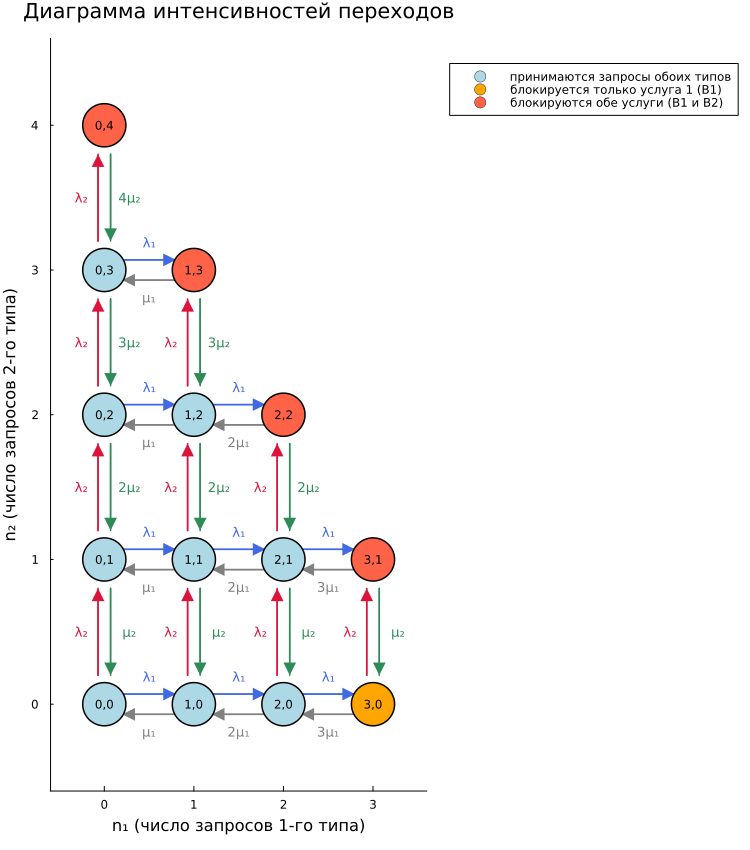 Диаграмма интенсивностей переходов
принимаются запросы обоих типов
блокируется только услуга 1 (B1)
блокируются обе услуги (B1 и B2)
n₂ (число запросов 2-го типа)
4
0,4
λ₂ 4μ₂
λ₁
3
0,3 1,3
μ₁
λ₂ 3μ₂ λ₂ 3μ₂
λ₁ λ₁
2
0,2 1,2 2,2
μ₁ 2μ₁
λ₂ 2μ₂ λ₂ 2μ₂ λ₂ 2μ₂
λ₁ λ₁ λ₁
1
0,1 1,1 2,1 3,1
μ₁ 2μ₁ 3μ₁
λ₂ μ₂ λ₂ μ₂ λ₂ μ₂ λ₂ μ₂
λ₁ λ₁ λ₁
0
0,0 1,0 2,0 3,0
μ₁ 2μ₁ 3μ₁
0 1 2 3
n₁ (число запросов 1-го типа)